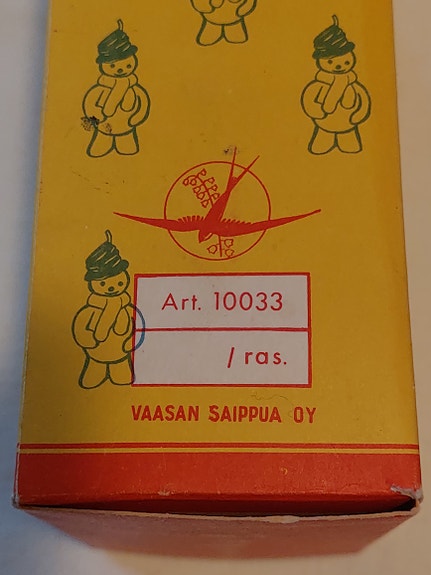 Art. 10033
/ ras.
VAASAN SAIPPUA OY